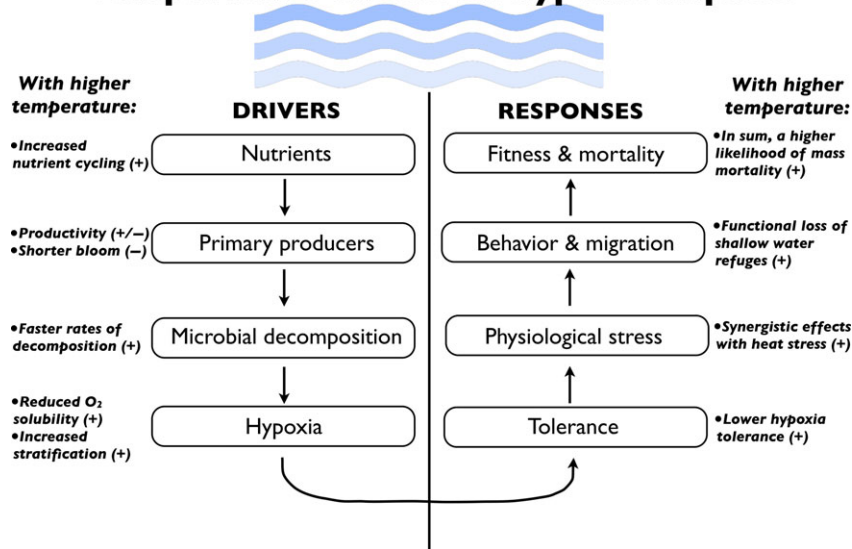 With higher
temperature:
DRIVERS
•Increased
nutrient cycling (+)
Nutrients
•Productivity (+/−)
•Shorter bloom (−)
Primary producers
•Faster rates of
decomposition (+)
Microbial decomposition
•Reduced O₂
solubility (+)
•Increased
stratification (+)
Hypoxia
RESPONSES
With higher
temperature:
Fitness & mortality
•In sum, a higher
likelihood of mass
mortality (+)
Behavior & migration
•Functional loss of
shallow water
refuges (+)
Physiological stress
•Synergistic effects
with heat stress (+)
Tolerance
•Lower hypoxia
tolerance (+)